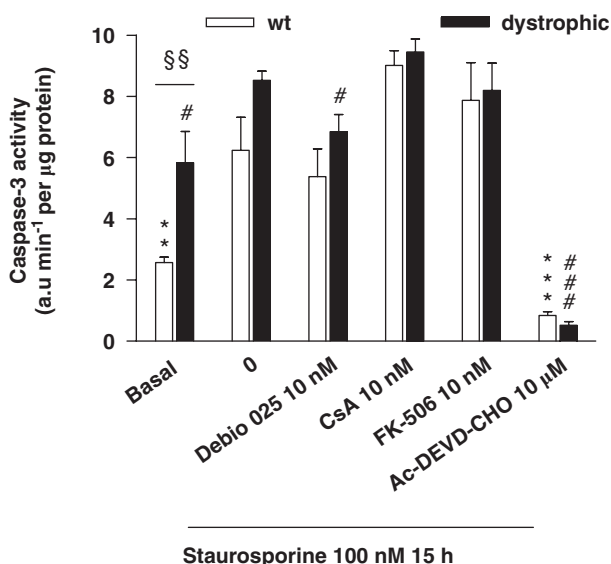 wt dystrophic
Caspase-3 activity
(a.u min⁻¹ per μg protein)
10
8
6
4
2
0
§§
#
**
#
***
###
Basal
0
Debio 025 10 nM
CsA 10 nM
FK-506 10 nM
Ac-DEVD-CHO 10 μM
Staurosporine 100 nM 15 h